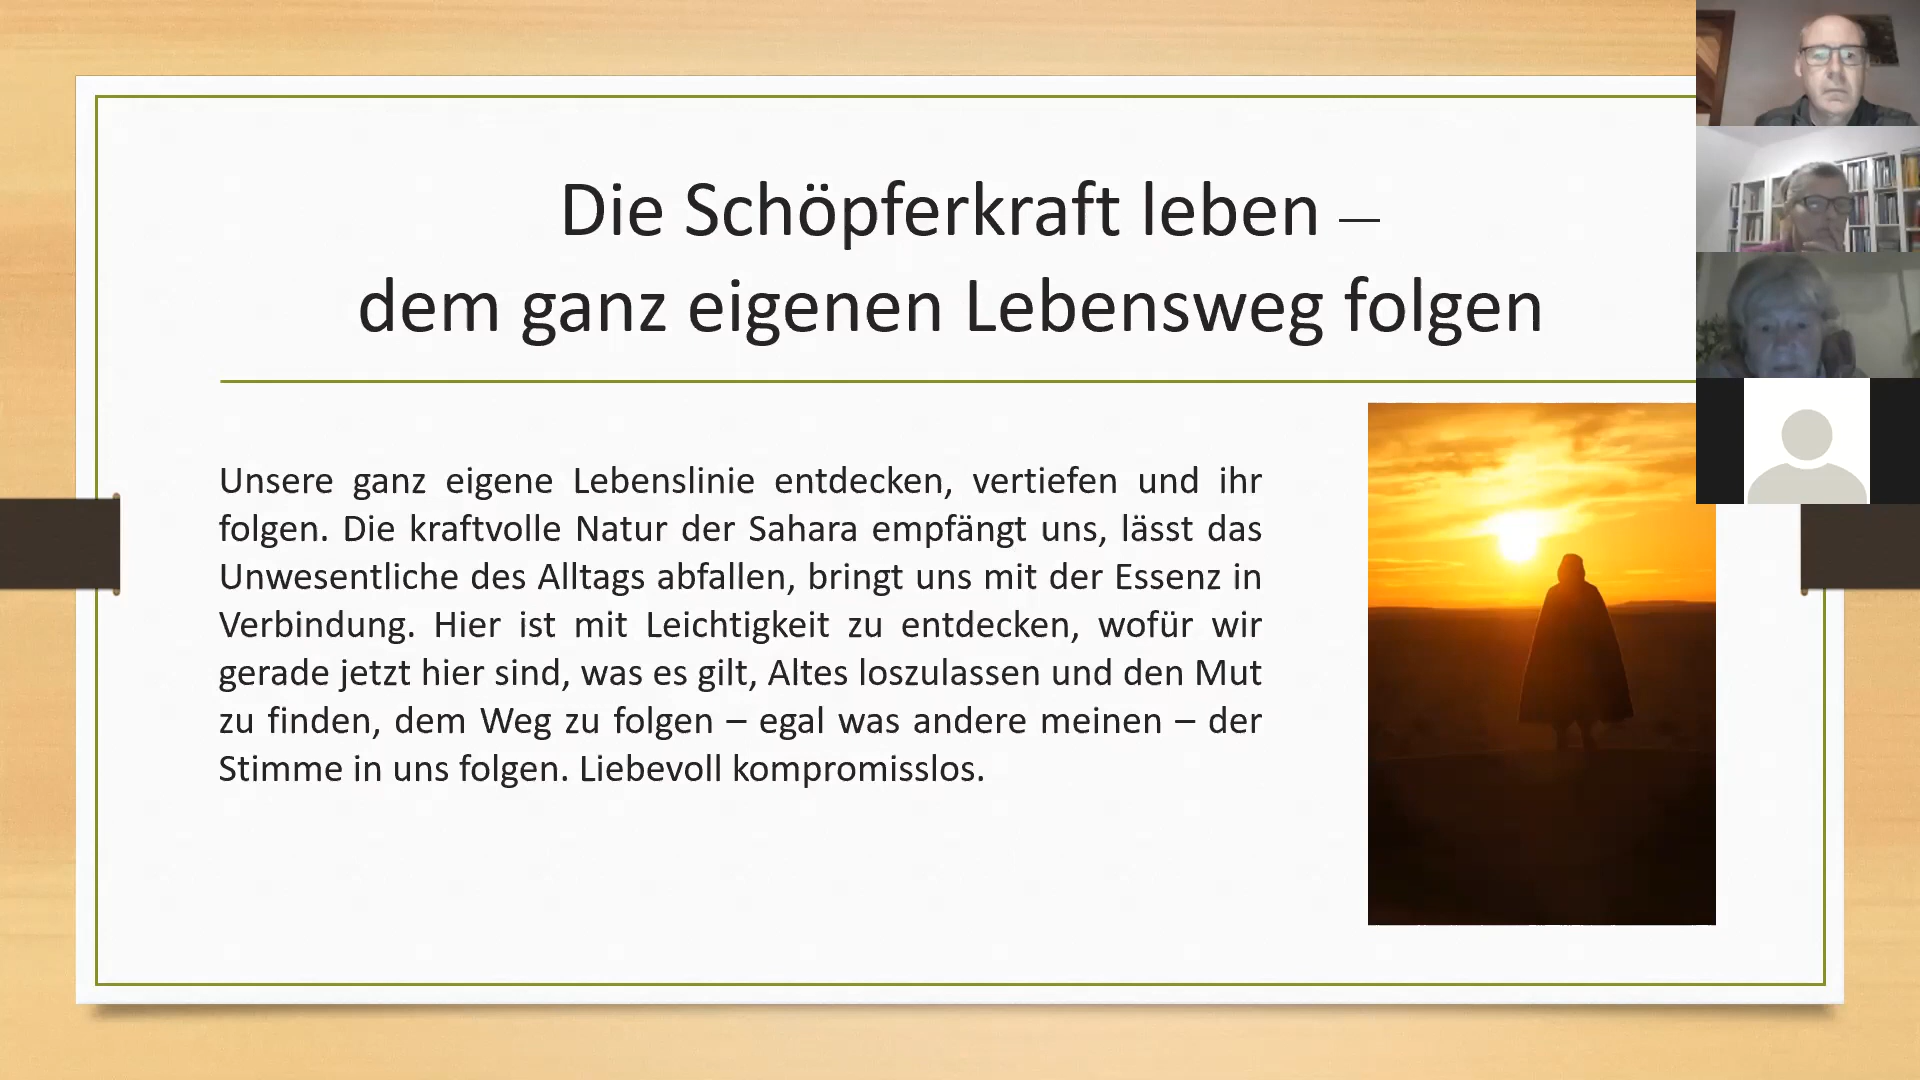 Die Schöpferkraft leben –
dem ganz eigenen Lebensweg folgen
Unsere ganz eigene Lebenslinie entdecken, vertiefen und ihr
folgen. Die kraftvolle Natur der Sahara empfängt uns, lässt das
Unwesentliche des Alltags abfallen, bringt uns mit der Essenz in
Verbindung. Hier ist mit Leichtigkeit zu entdecken, wofür wir
gerade jetzt hier sind, was es gilt, Altes loszulassen und den Mut
zu finden, dem Weg zu folgen – egal was andere meinen – der
Stimme in uns folgen. Liebevoll kompromisslos.